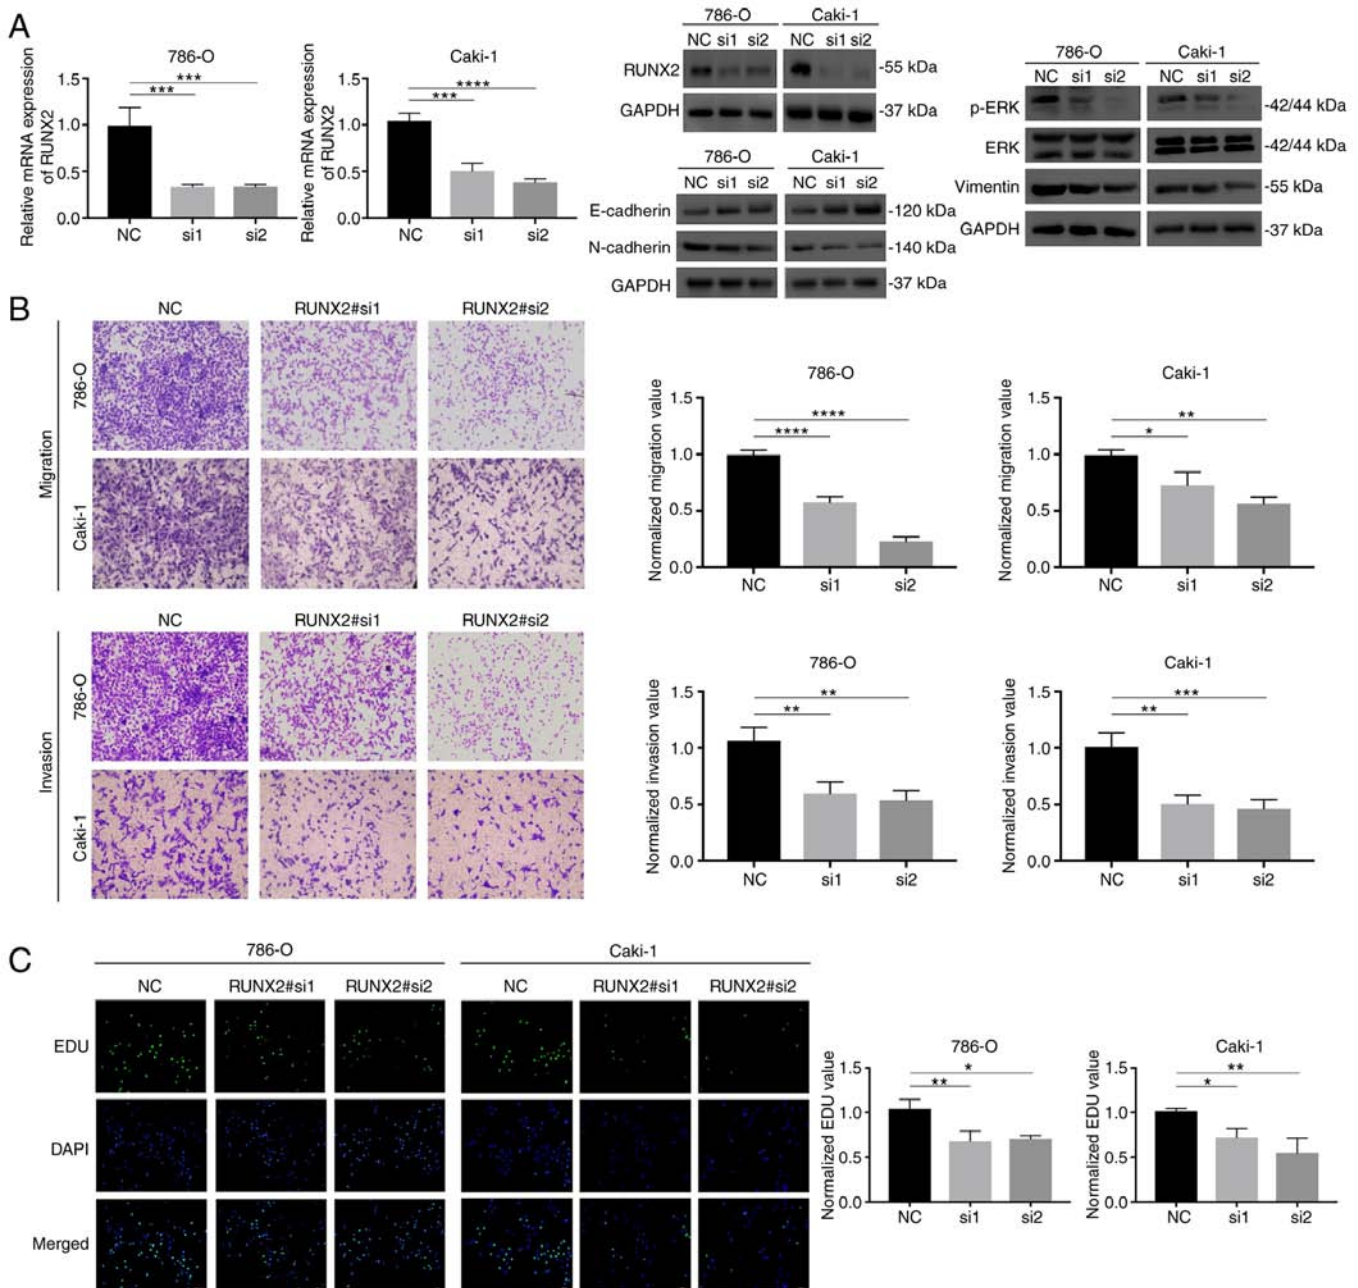 A
786-O
Relative mRNA expression
of RUNX2
1.5
1.0
0.5
0.0
***
***
NC si1 si2
Caki-1
Relative mRNA expression
of RUNX2
1.5
1.0
0.5
0.0
****
***
NC si1 si2
786-O Caki-1
NC si1 si2 NC si1 si2
RUNX2 -55 kDa
GAPDH -37 kDa
786-O Caki-1
NC si1 si2 NC si1 si2
E-cadherin -120 kDa
N-cadherin -140 kDa
GAPDH -37 kDa
786-O Caki-1
NC si1 si2 NC si1 si2
p-ERK -42/44 kDa
ERK -42/44 kDa
Vimentin -55 kDa
GAPDH -37 kDa
B
NC RUNX2#si1 RUNX2#si2
Migration
786-O
Caki-1
NC RUNX2#si1 RUNX2#si2
Invasion
786-O
Caki-1
786-O
Normalized migration value
1.5
1.0
0.5
0.0
****
****
NC si1 si2
Caki-1
Normalized migration value
1.5
1.0
0.5
0.0
**
*
NC si1 si2
786-O
Normalized invasion value
1.5
1.0
0.5
0.0
**
**
NC si1 si2
Caki-1
Normalized invasion value
1.5
1.0
0.5
0.0
***
**
NC si1 si2
C
786-O Caki-1
NC RUNX2#si1 RUNX2#si2 NC RUNX2#si1 RUNX2#si2
EDU
DAPI
Merged
786-O
Normalized EDU value
1.5
1.0
0.5
0.0
*
**
NC si1 si2
Caki-1
Normalized EDU value
1.5
1.0
0.5
0.0
**
*
NC si1 si2